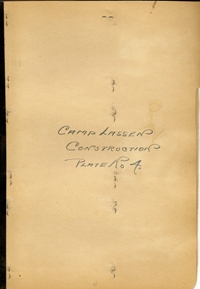 CAMP LASSEN
CONSTRUCTION
PLATE NO 4.